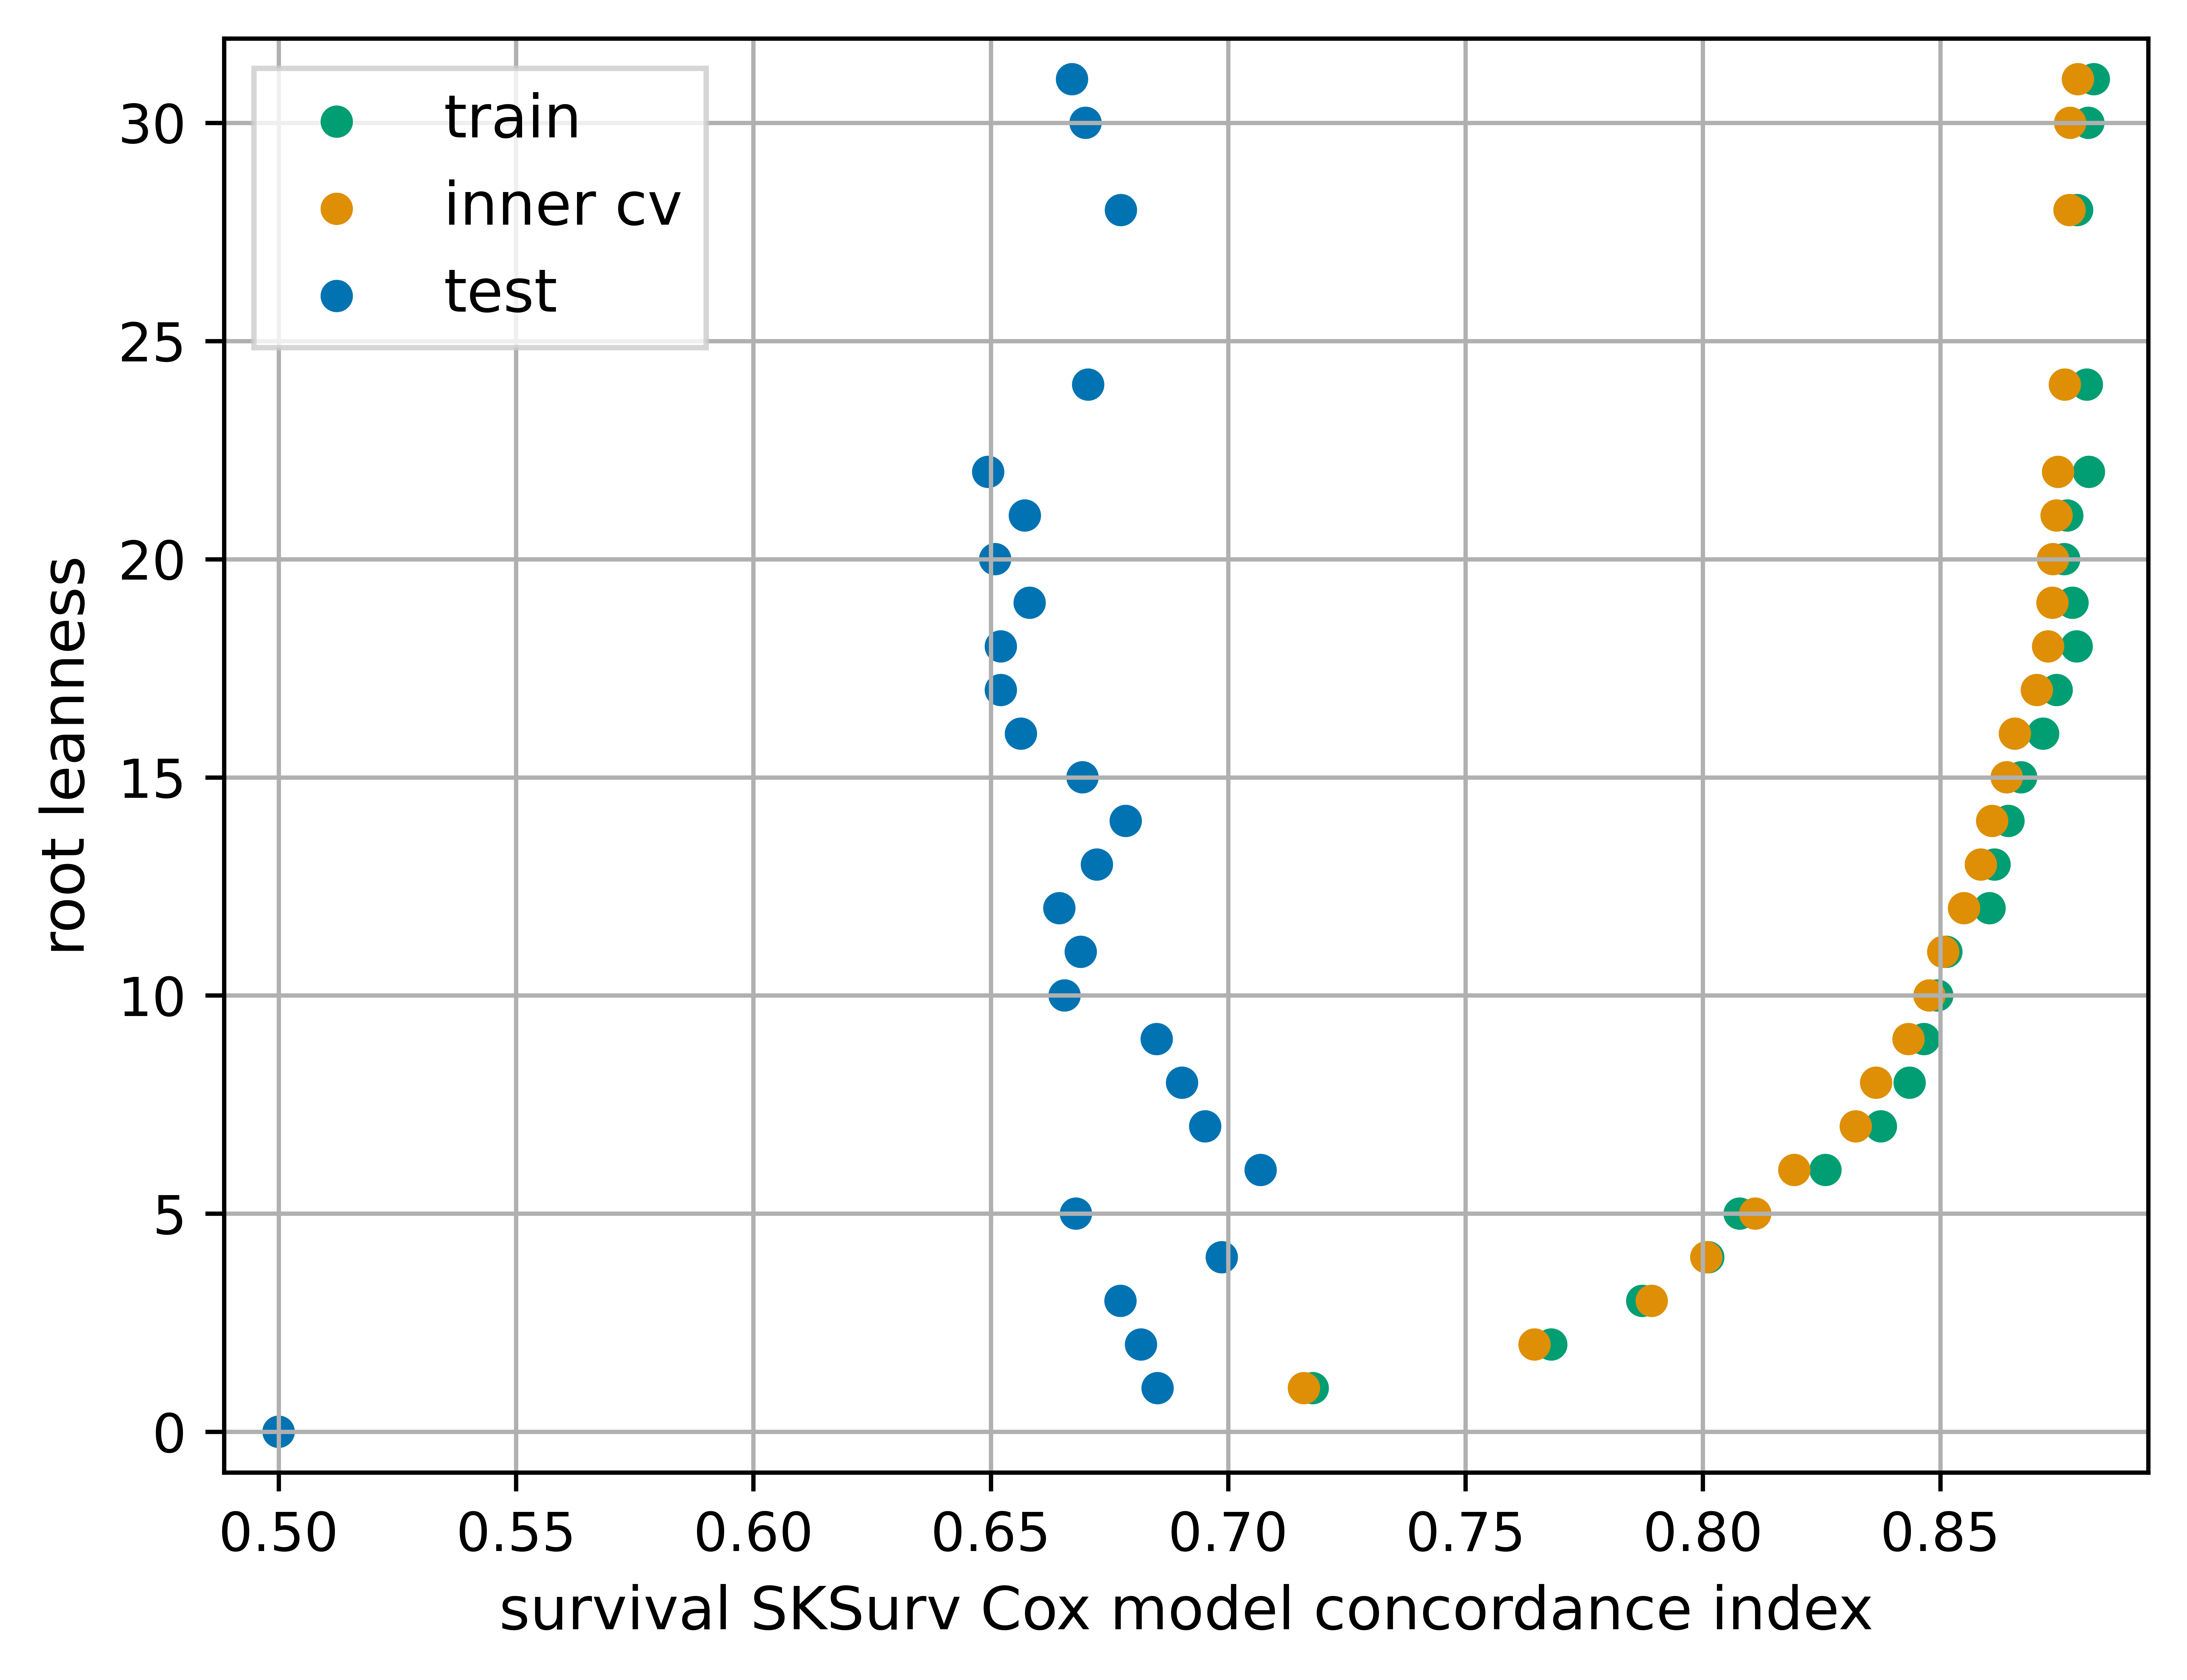 train
inner cv
test
30
25
20
15
10
5
0
root leanness
0.50 0.55 0.60 0.65 0.70 0.75 0.80 0.85
survival SKSurv Cox model concordance index